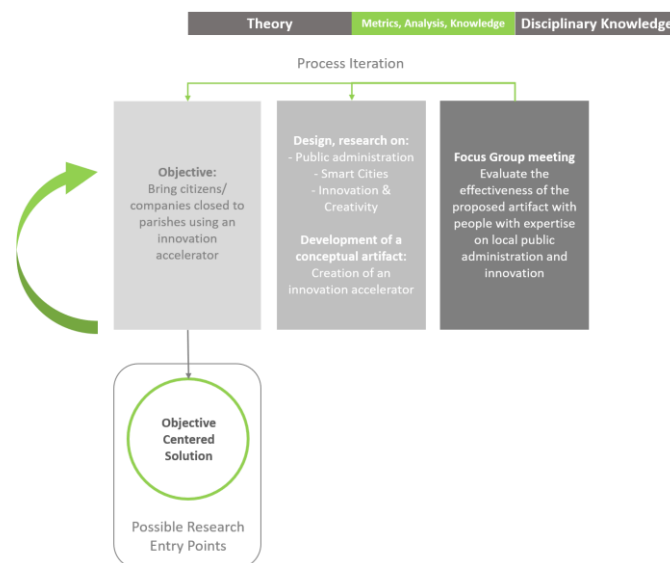 Theory
Metrics, Analysis, Knowledge
Disciplinary Knowledge
Process Iteration
Objective:
Bring citizens/
companies closed to
parishes using an
innovation
accelerator
Design, research on:
- Public administration
- Smart Cities
- Innovation &
Creativity
Development of a
conceptual artifact:
Creation of an
innovation accelerator
Focus Group meeting
Evaluate the
effectiveness of the
proposed artifact with
people with expertise
on local public
administration and
innovation
Objective
Centered
Solution
Possible Research
Entry Points